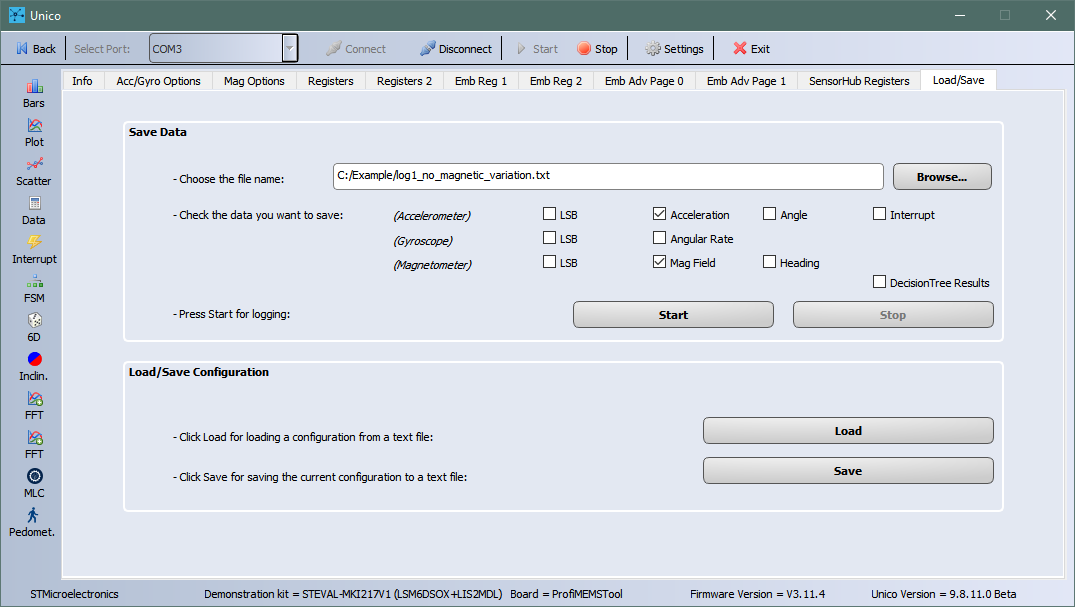 Unico
Back Select Port: COM3 Connect Disconnect Start Stop Settings Exit
Info Acc/Gyro Options Mag Options Registers Registers 2 Emb Reg 1 Emb Reg 2 Emb Adv Page 0 Emb Adv Page 1 SensorHub Registers Load/Save
Bars
Plot
Scatter
Data
Interrupt
FSM
6D
Inclin.
FFT
FFT
MLC
Pedomet.
Save Data
- Choose the file name: C:/Example/log1_no_magnetic_variation.txt Browse...
- Check the data you want to save: (Accelerometer) LSB Acceleration Angle Interrupt
(Gyroscope) LSB Angular Rate
(Magnetometer) LSB Mag Field Heading
DecisionTree Results
- Press Start for logging: Start Stop
Load/Save Configuration
- Click Load for loading a configuration from a text file: Load
- Click Save for saving the current configuration to a text file: Save
STMicroelectronics Demonstration kit = STEVAL-MKI217V1 (LSM6DSOX+LIS2MDL) Board = ProfiMEMSTool Firmware Version = V3.11.4 Unico Version = 9.8.11.0 Beta